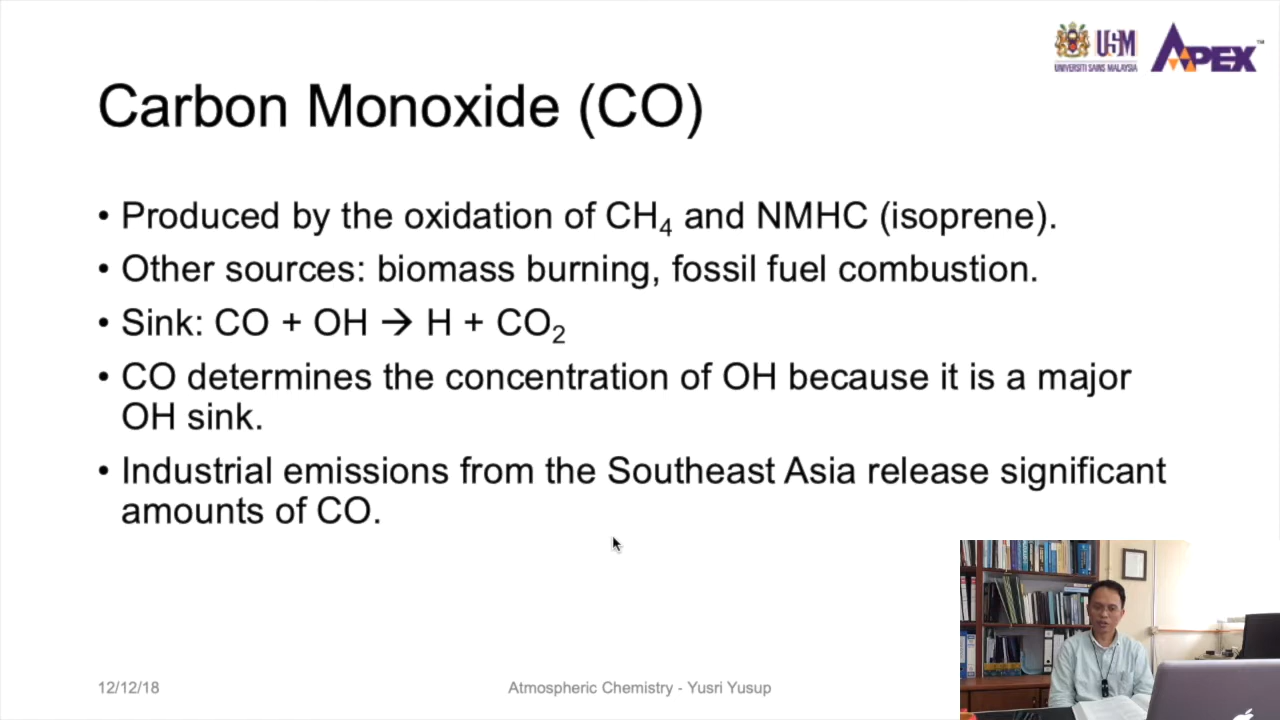 USM
UNIVERSITI SAINS MALAYSIA
APEX™
Carbon Monoxide (CO)
• Produced by the oxidation of CH₄ and NMHC (isoprene).
• Other sources: biomass burning, fossil fuel combustion.
• Sink: CO + OH → H + CO₂
• CO determines the concentration of OH because it is a major
OH sink.
• Industrial emissions from the Southeast Asia release significant
amounts of CO.
12/12/18
Atmospheric Chemistry - Yusri Yusup